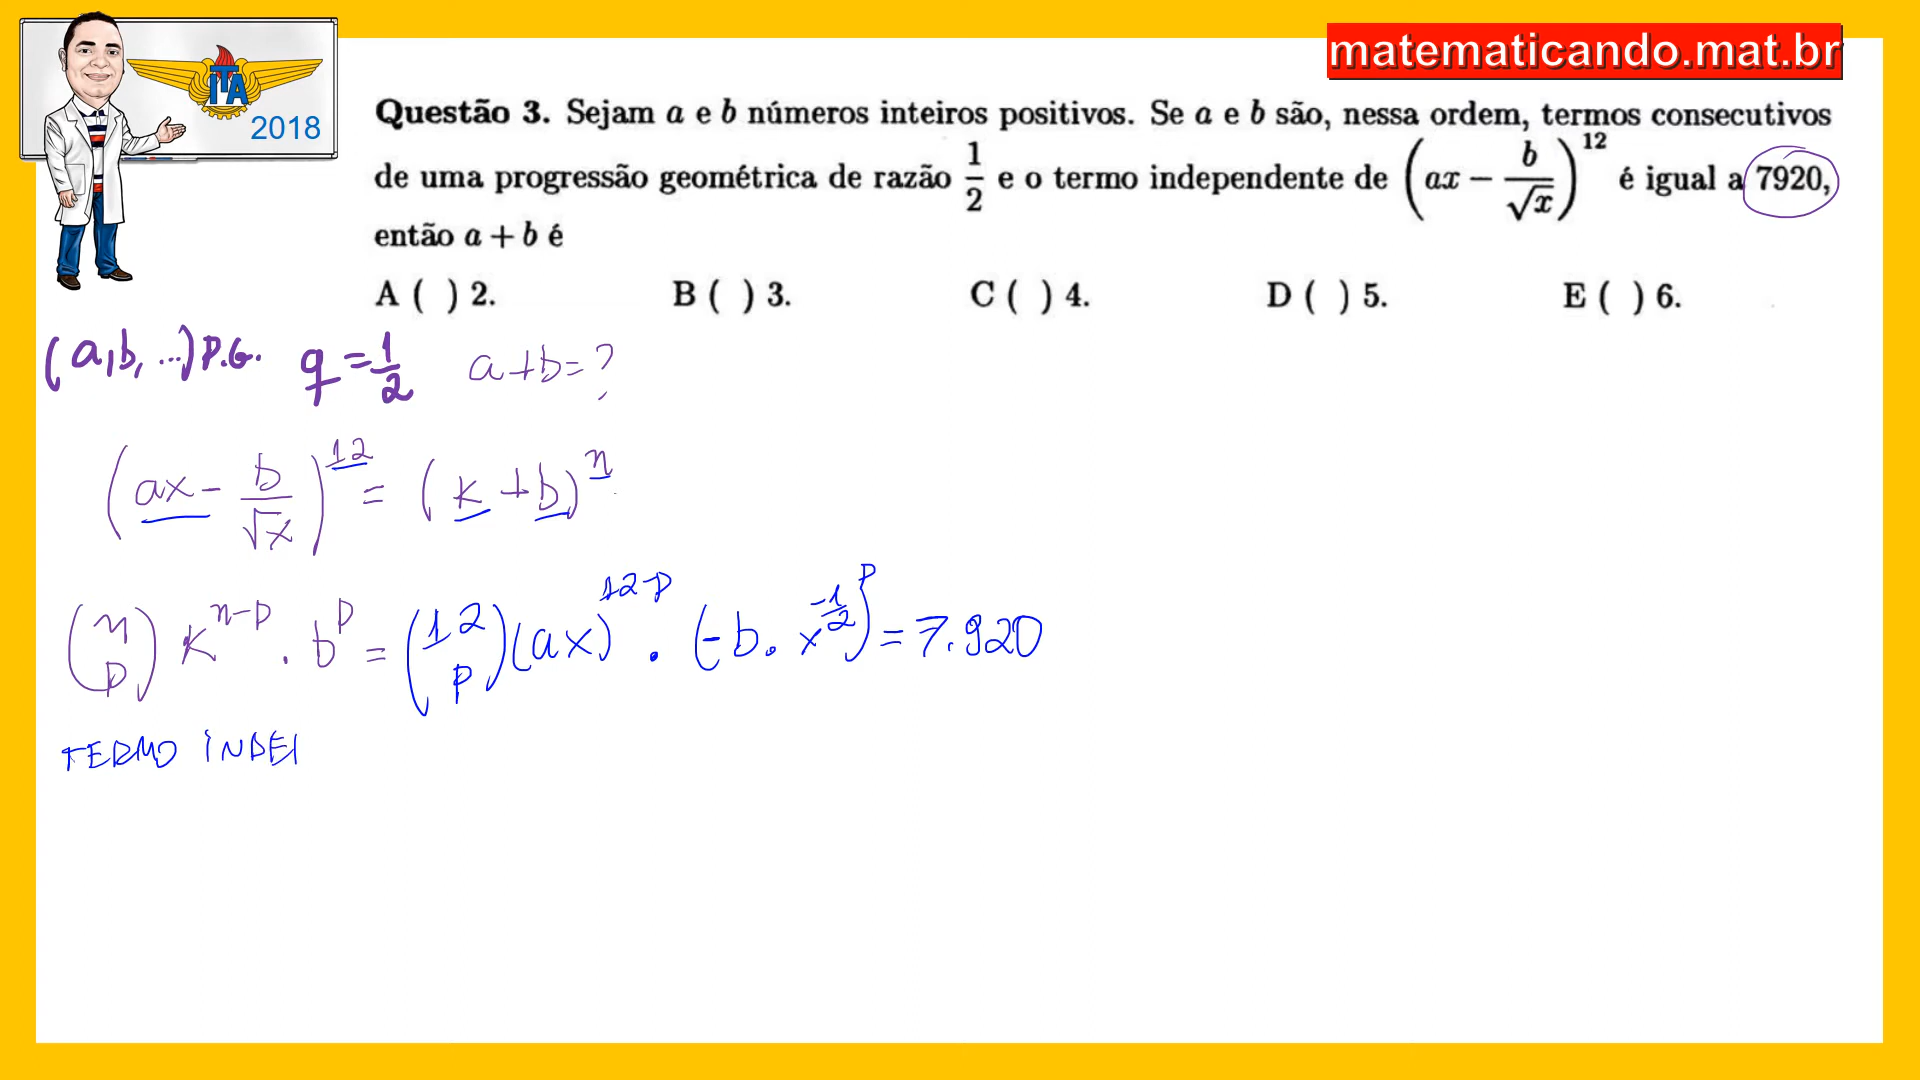 matematicando.mat.br
ITA
2018
Questão 3. Sejam a e b números inteiros positivos. Se a e b são, nessa ordem, termos consecutivos
de uma progressão geométrica de razão 1/2 e o termo independente de (ax − b/√x)^12 é igual a 7920,
então a + b é
A ( ) 2. B ( ) 3. C ( ) 4. D ( ) 5. E ( ) 6.
(a,b, ...) P.G. q = 1/2 a+b=?
(ax − b/√x)^12 = (k + b)^n
(n p) k^(n-p) . b^p = (12 p) (ax)^(12-p) . (-b. x^(-1/2))^p = 7.920
TERMO INDEI